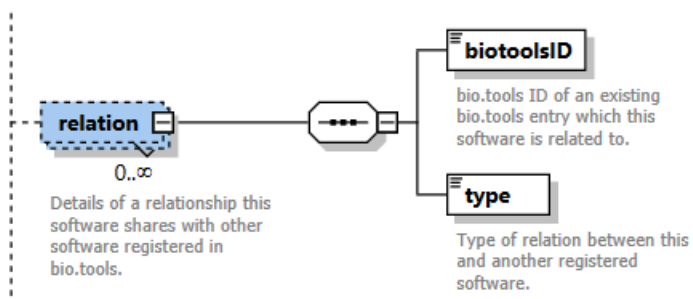 relation
0..∞
Details of a relationship this
software shares with other
software registered in
bio.tools.
biotoolsID
bio.tools ID of an existing
bio.tools entry which this
software is related to.
type
Type of relation between this
and another registered
software.